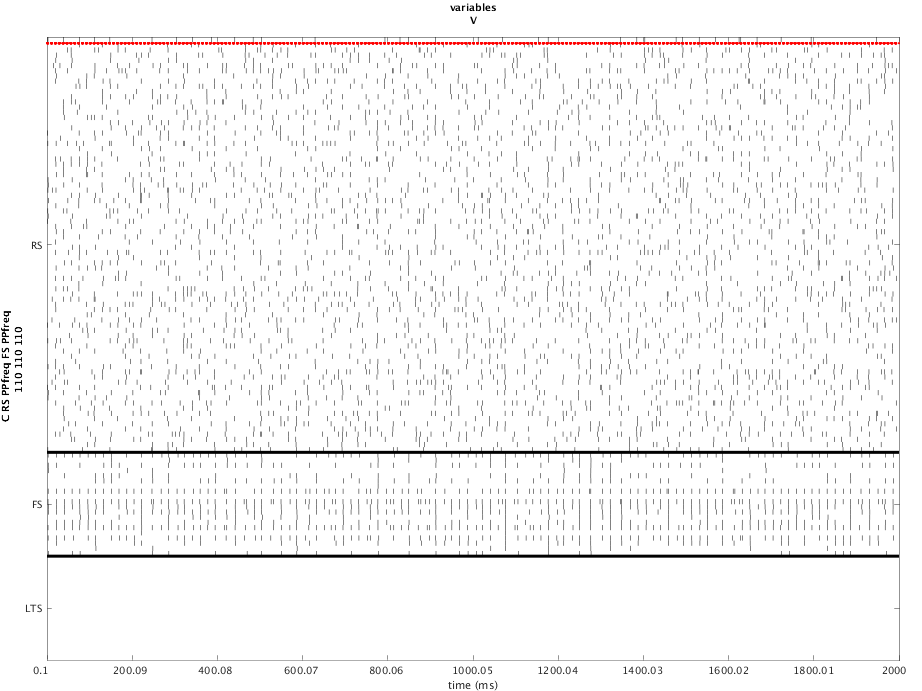 variables
V
RS
FS
LTS
C RS PPfreq FS PPfreq
110 110 110
0.1 200.09 400.08 600.07 800.06 1000.05 1200.04 1400.03 1600.02 1800.01 2000
time (ms)